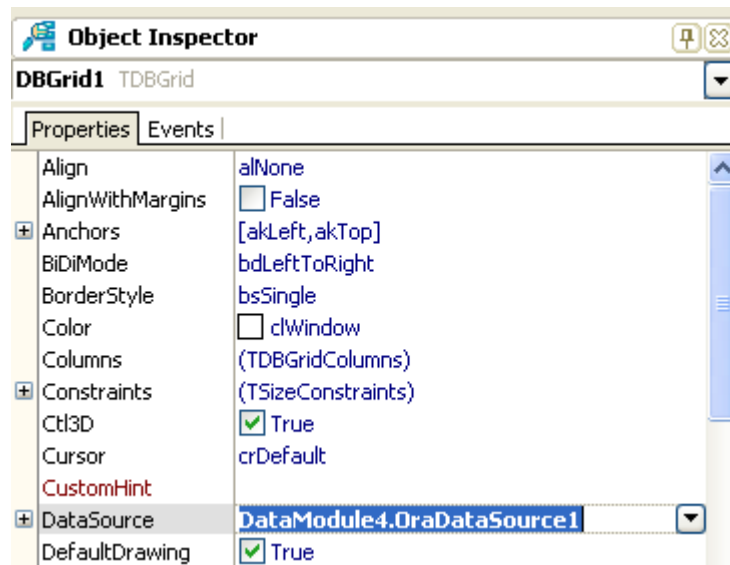 Object Inspector
DBGrid1 TDBGrid
Properties Events
Align alNone
AlignWithMargins False
Anchors [akLeft,akTop]
BiDiMode bdLeftToRight
BorderStyle bsSingle
Color clWindow
Columns (TDBGridColumns)
Constraints (TSizeConstraints)
Ctl3D True
Cursor crDefault
CustomHint
DataSource DataModule4.OraDataSource1
DefaultDrawing True